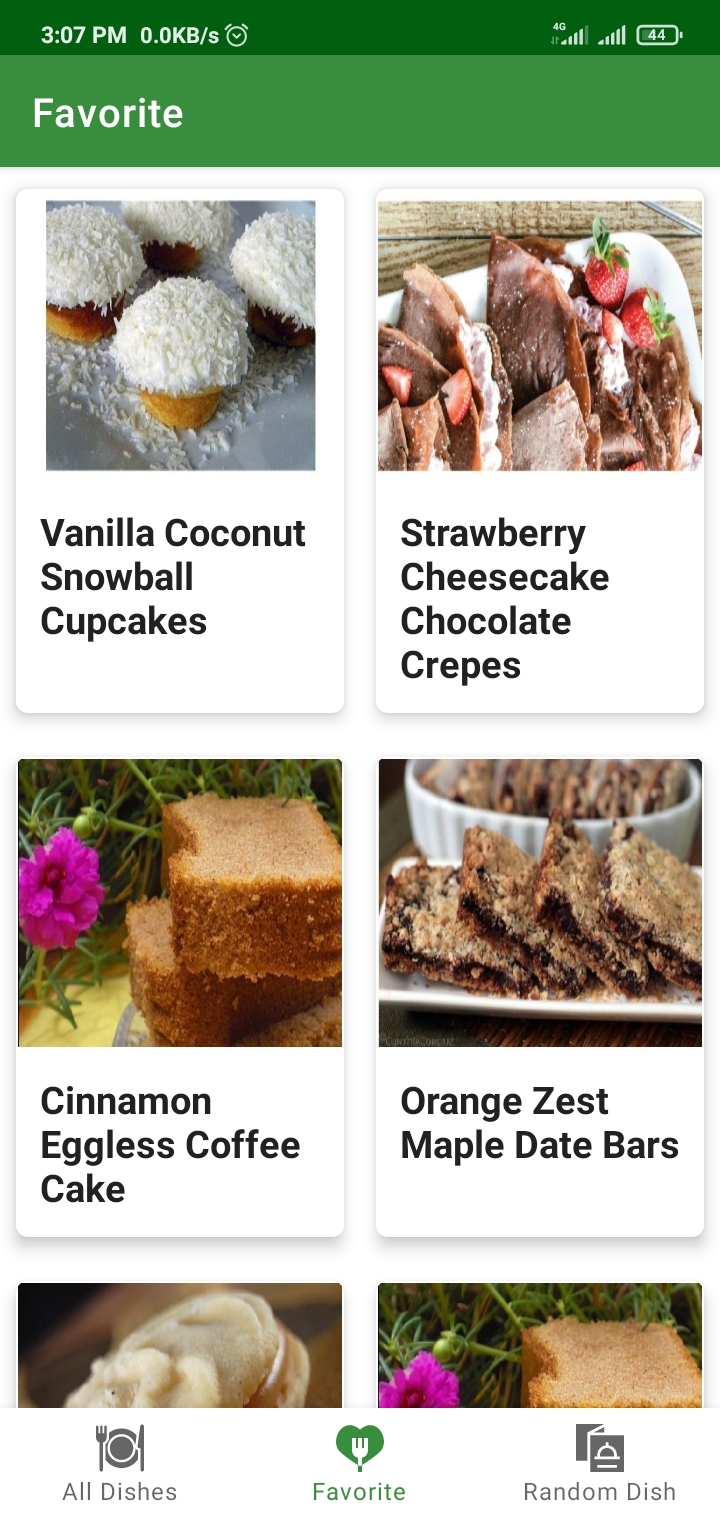 3:07 PM 0.0KB/s 4G 44
Favorite
Vanilla Coconut
Snowball
Cupcakes
Strawberry
Cheesecake
Chocolate
Crepes
Cinnamon
Eggless Coffee
Cake
Orange Zest
Maple Date Bars
All Dishes
Favorite
Random Dish